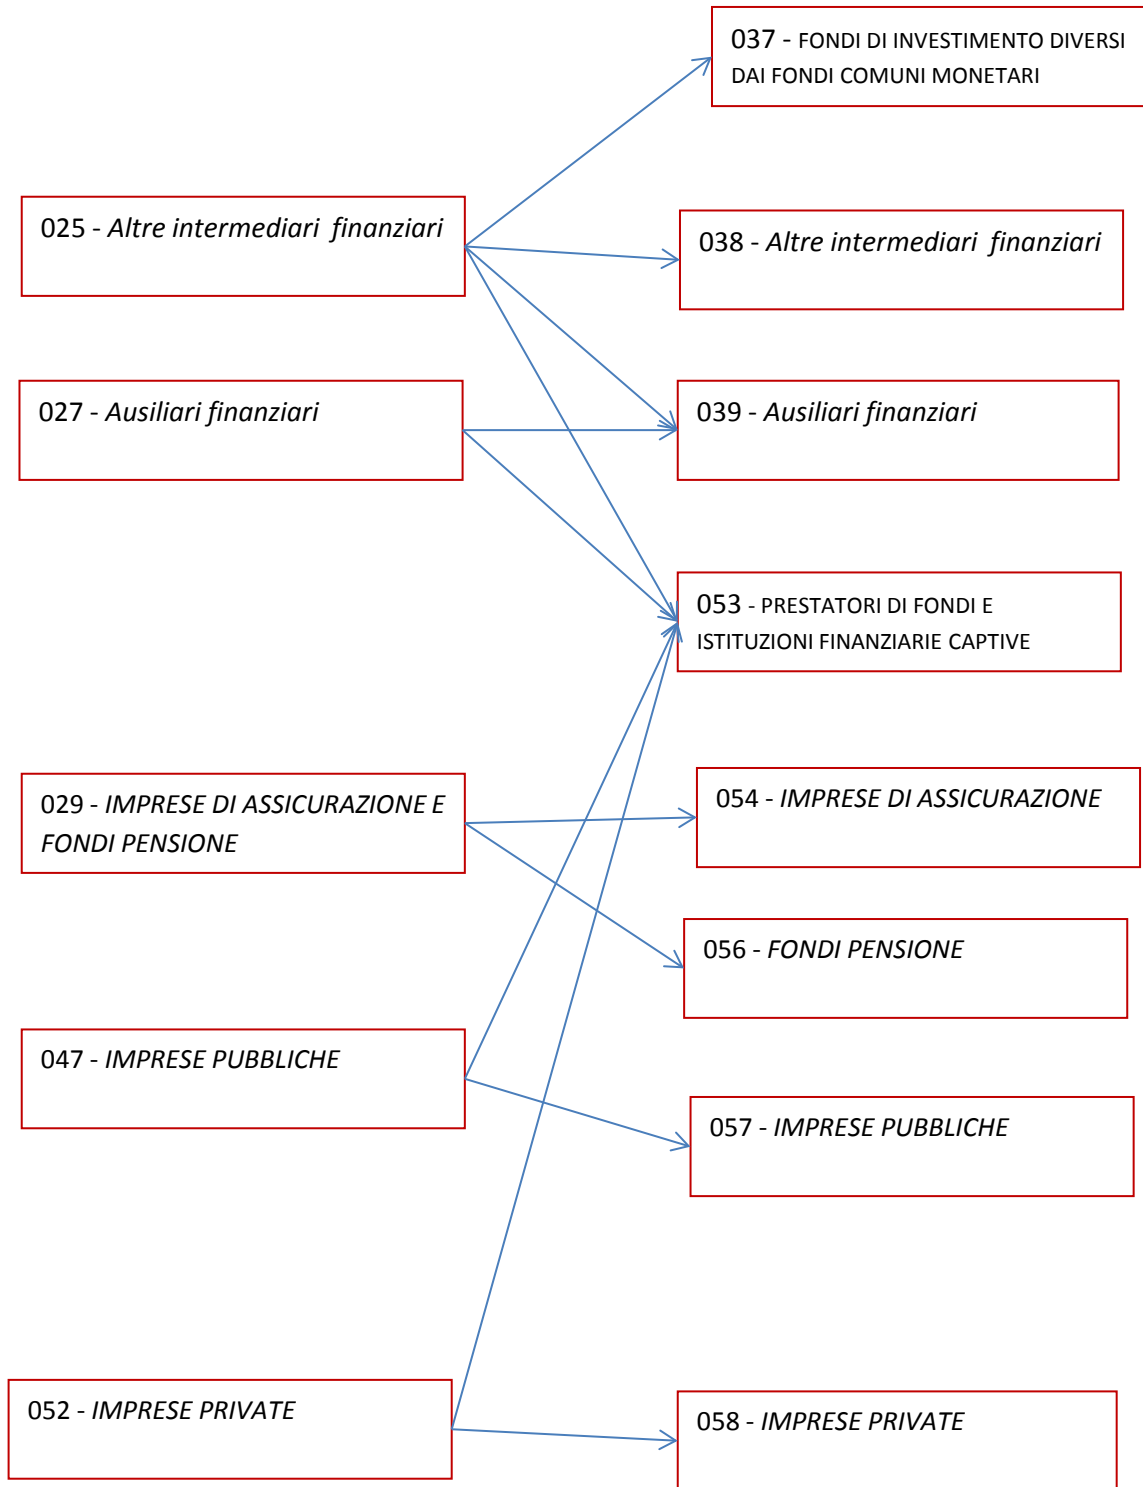 037 - FONDI DI INVESTIMENTO DIVERSI
DAI FONDI COMUNI MONETARI
025 - Altre intermediari finanziari
038 - Altre intermediari finanziari
027 - Ausiliari finanziari
039 - Ausiliari finanziari
053 - PRESTATORI DI FONDI E
ISTITUZIONI FINANZIARIE CAPTIVE
029 - IMPRESE DI ASSICURAZIONE E
FONDI PENSIONE
054 - IMPRESE DI ASSICURAZIONE
056 - FONDI PENSIONE
047 - IMPRESE PUBBLICHE
057 - IMPRESE PUBBLICHE
052 - IMPRESE PRIVATE
058 - IMPRESE PRIVATE